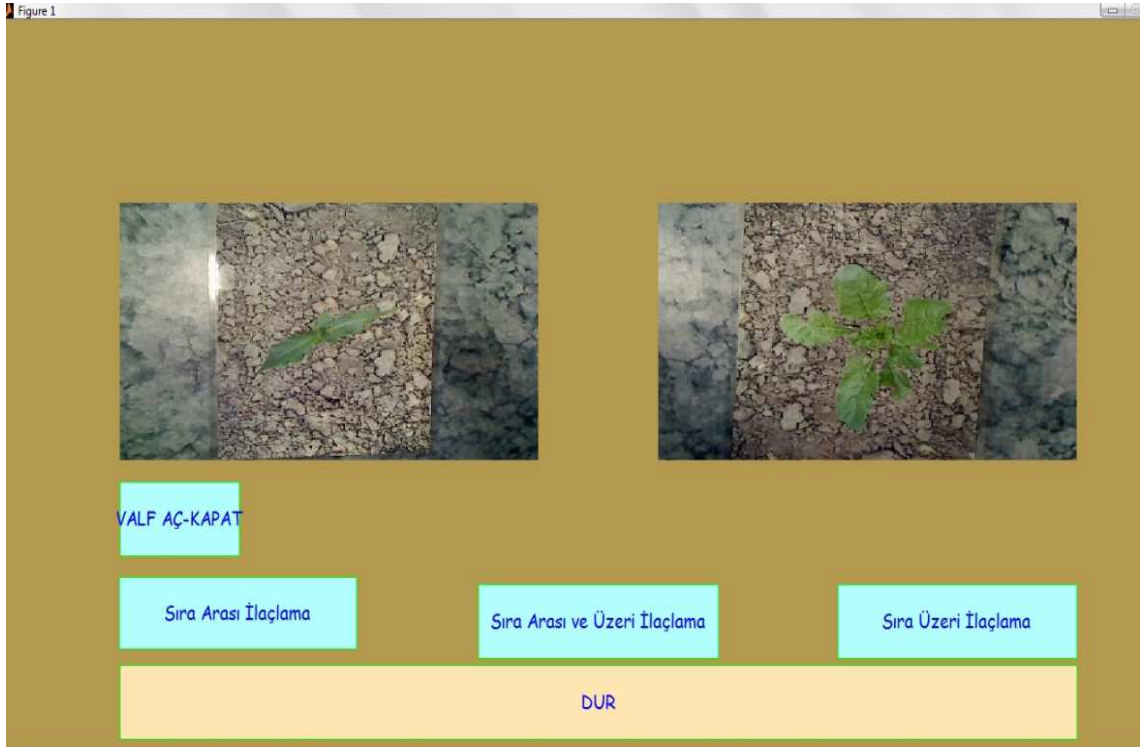 Figure 1
VALF AÇ-KAPAT
Sıra Arası İlaçlama
Sıra Arası ve Üzeri İlaçlama
Sıra Üzeri İlaçlama
DUR